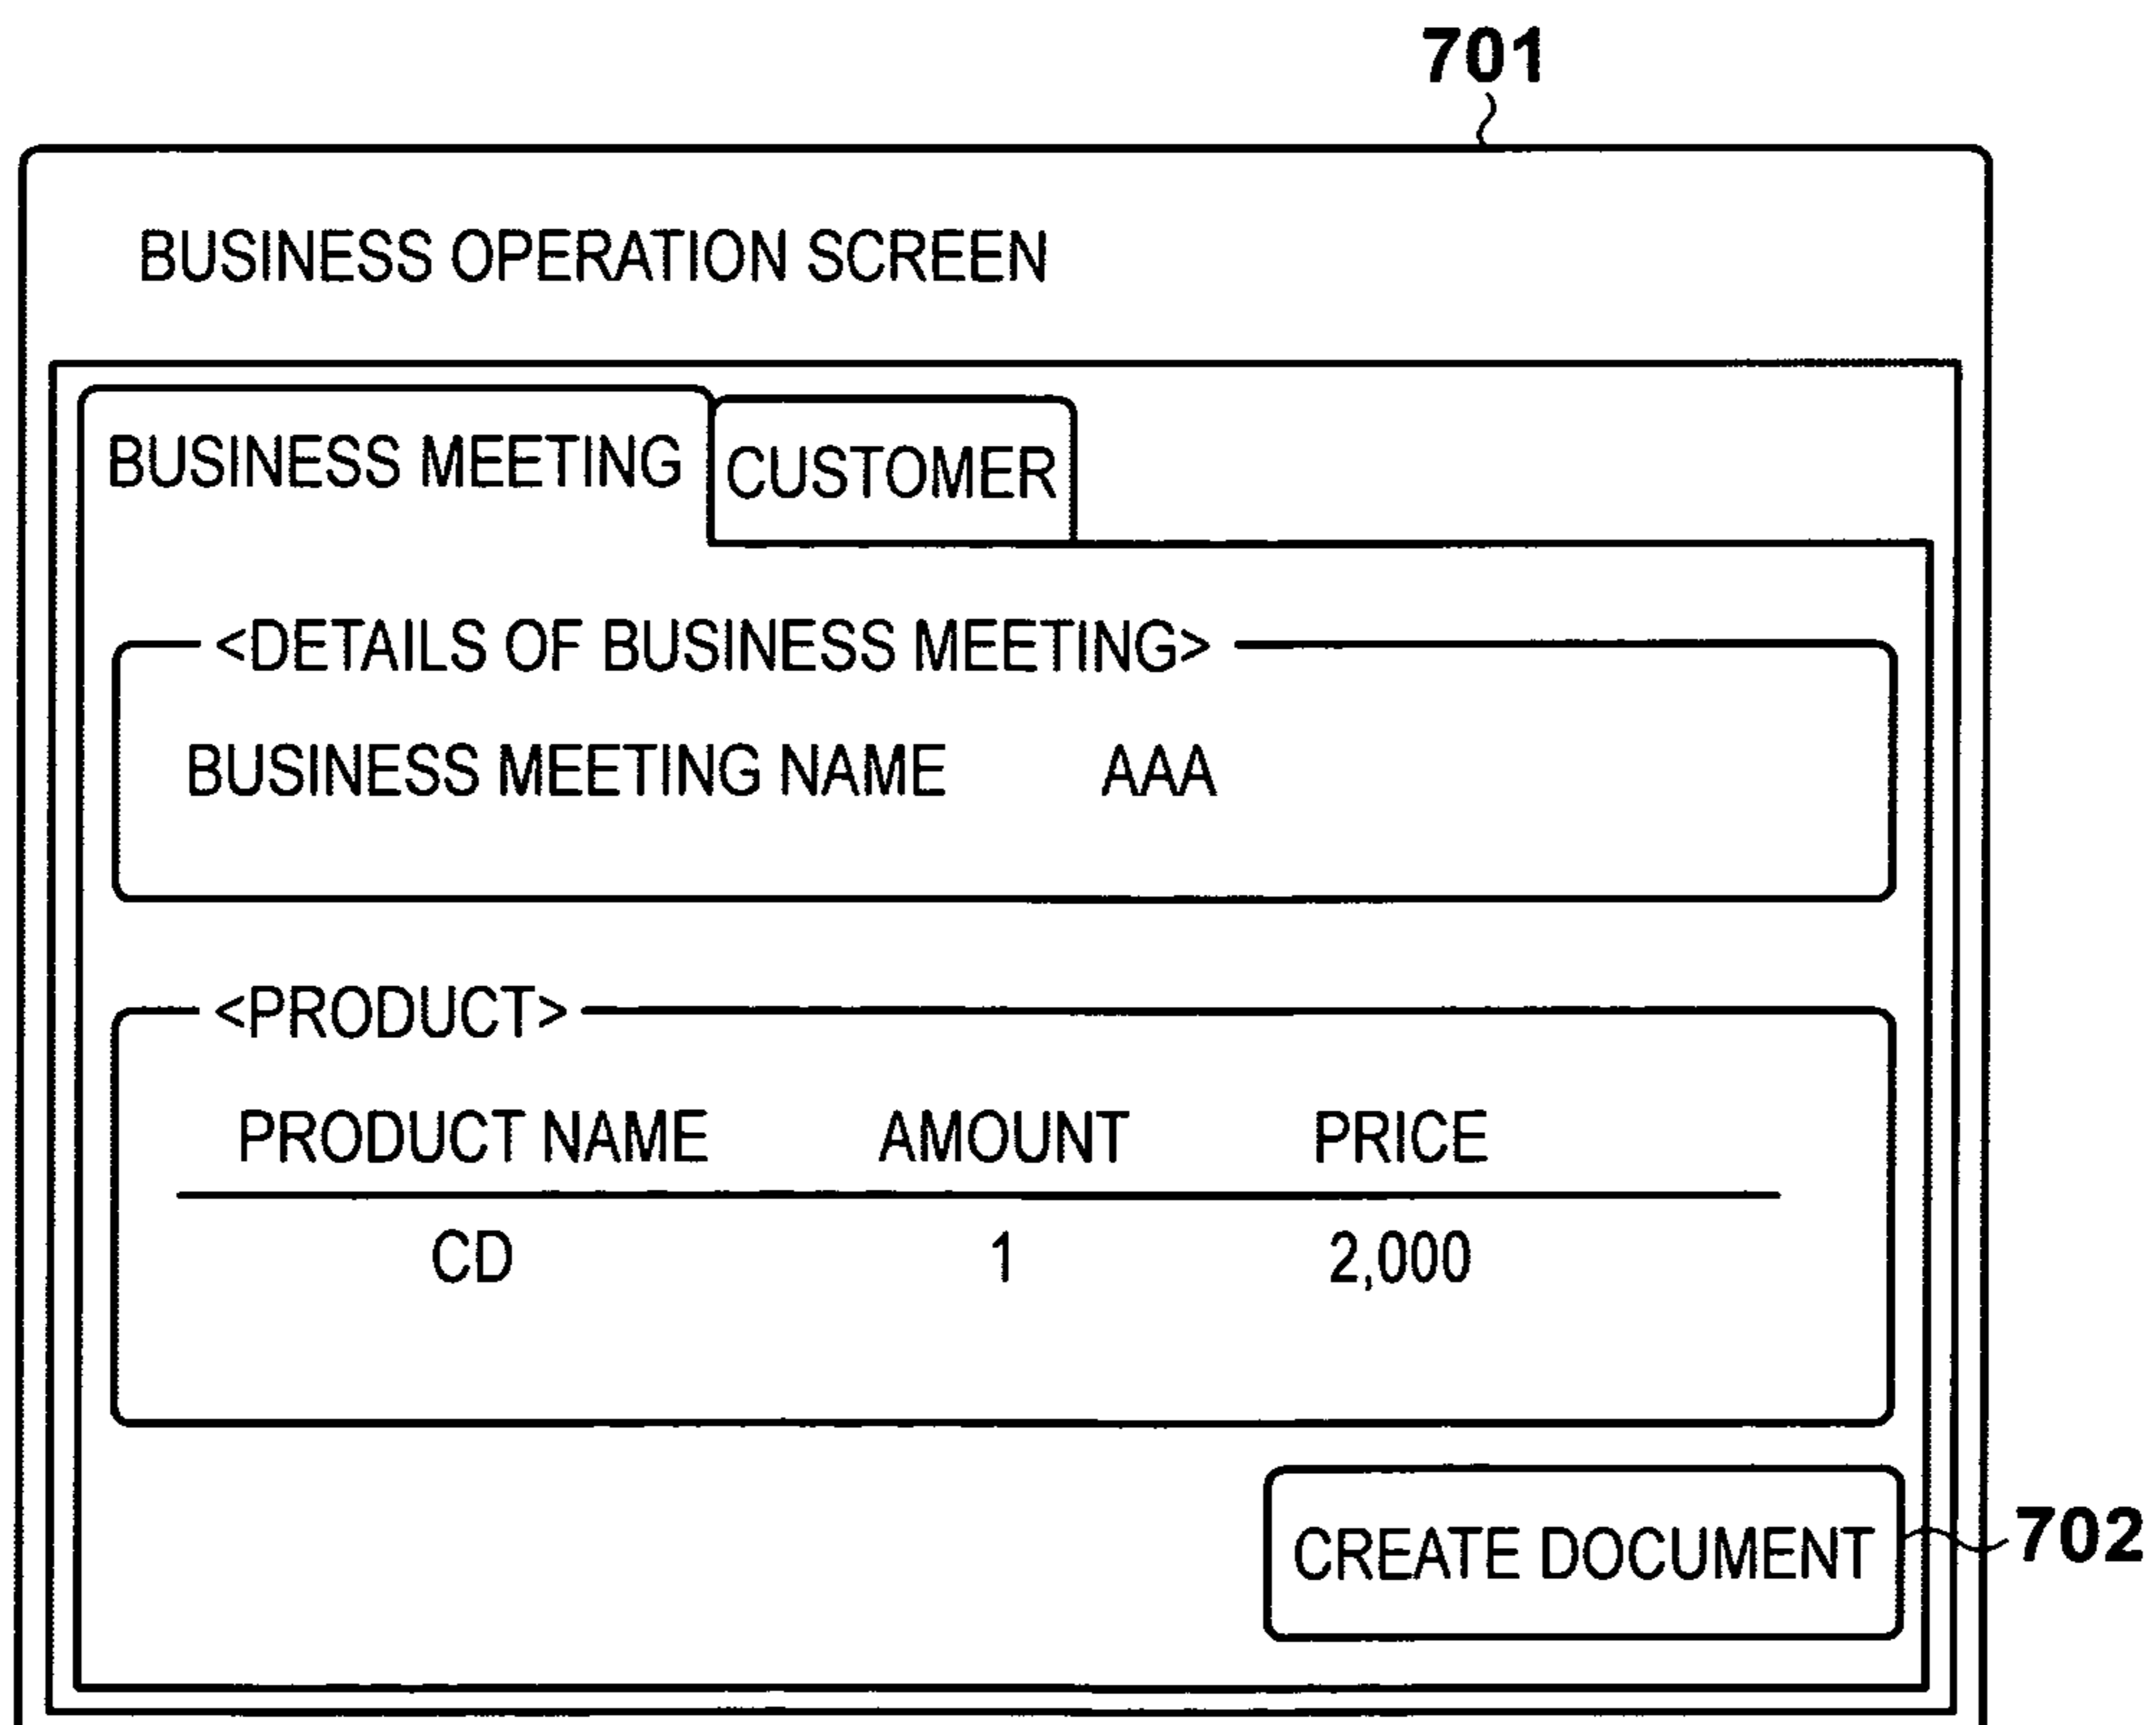 701
BUSINESS OPERATION SCREEN
BUSINESS MEETING CUSTOMER
<DETAILS OF BUSINESS MEETING>
BUSINESS MEETING NAME AAA
<PRODUCT>
PRODUCT NAME AMOUNT PRICE
CD 1 2,000
CREATE DOCUMENT 702